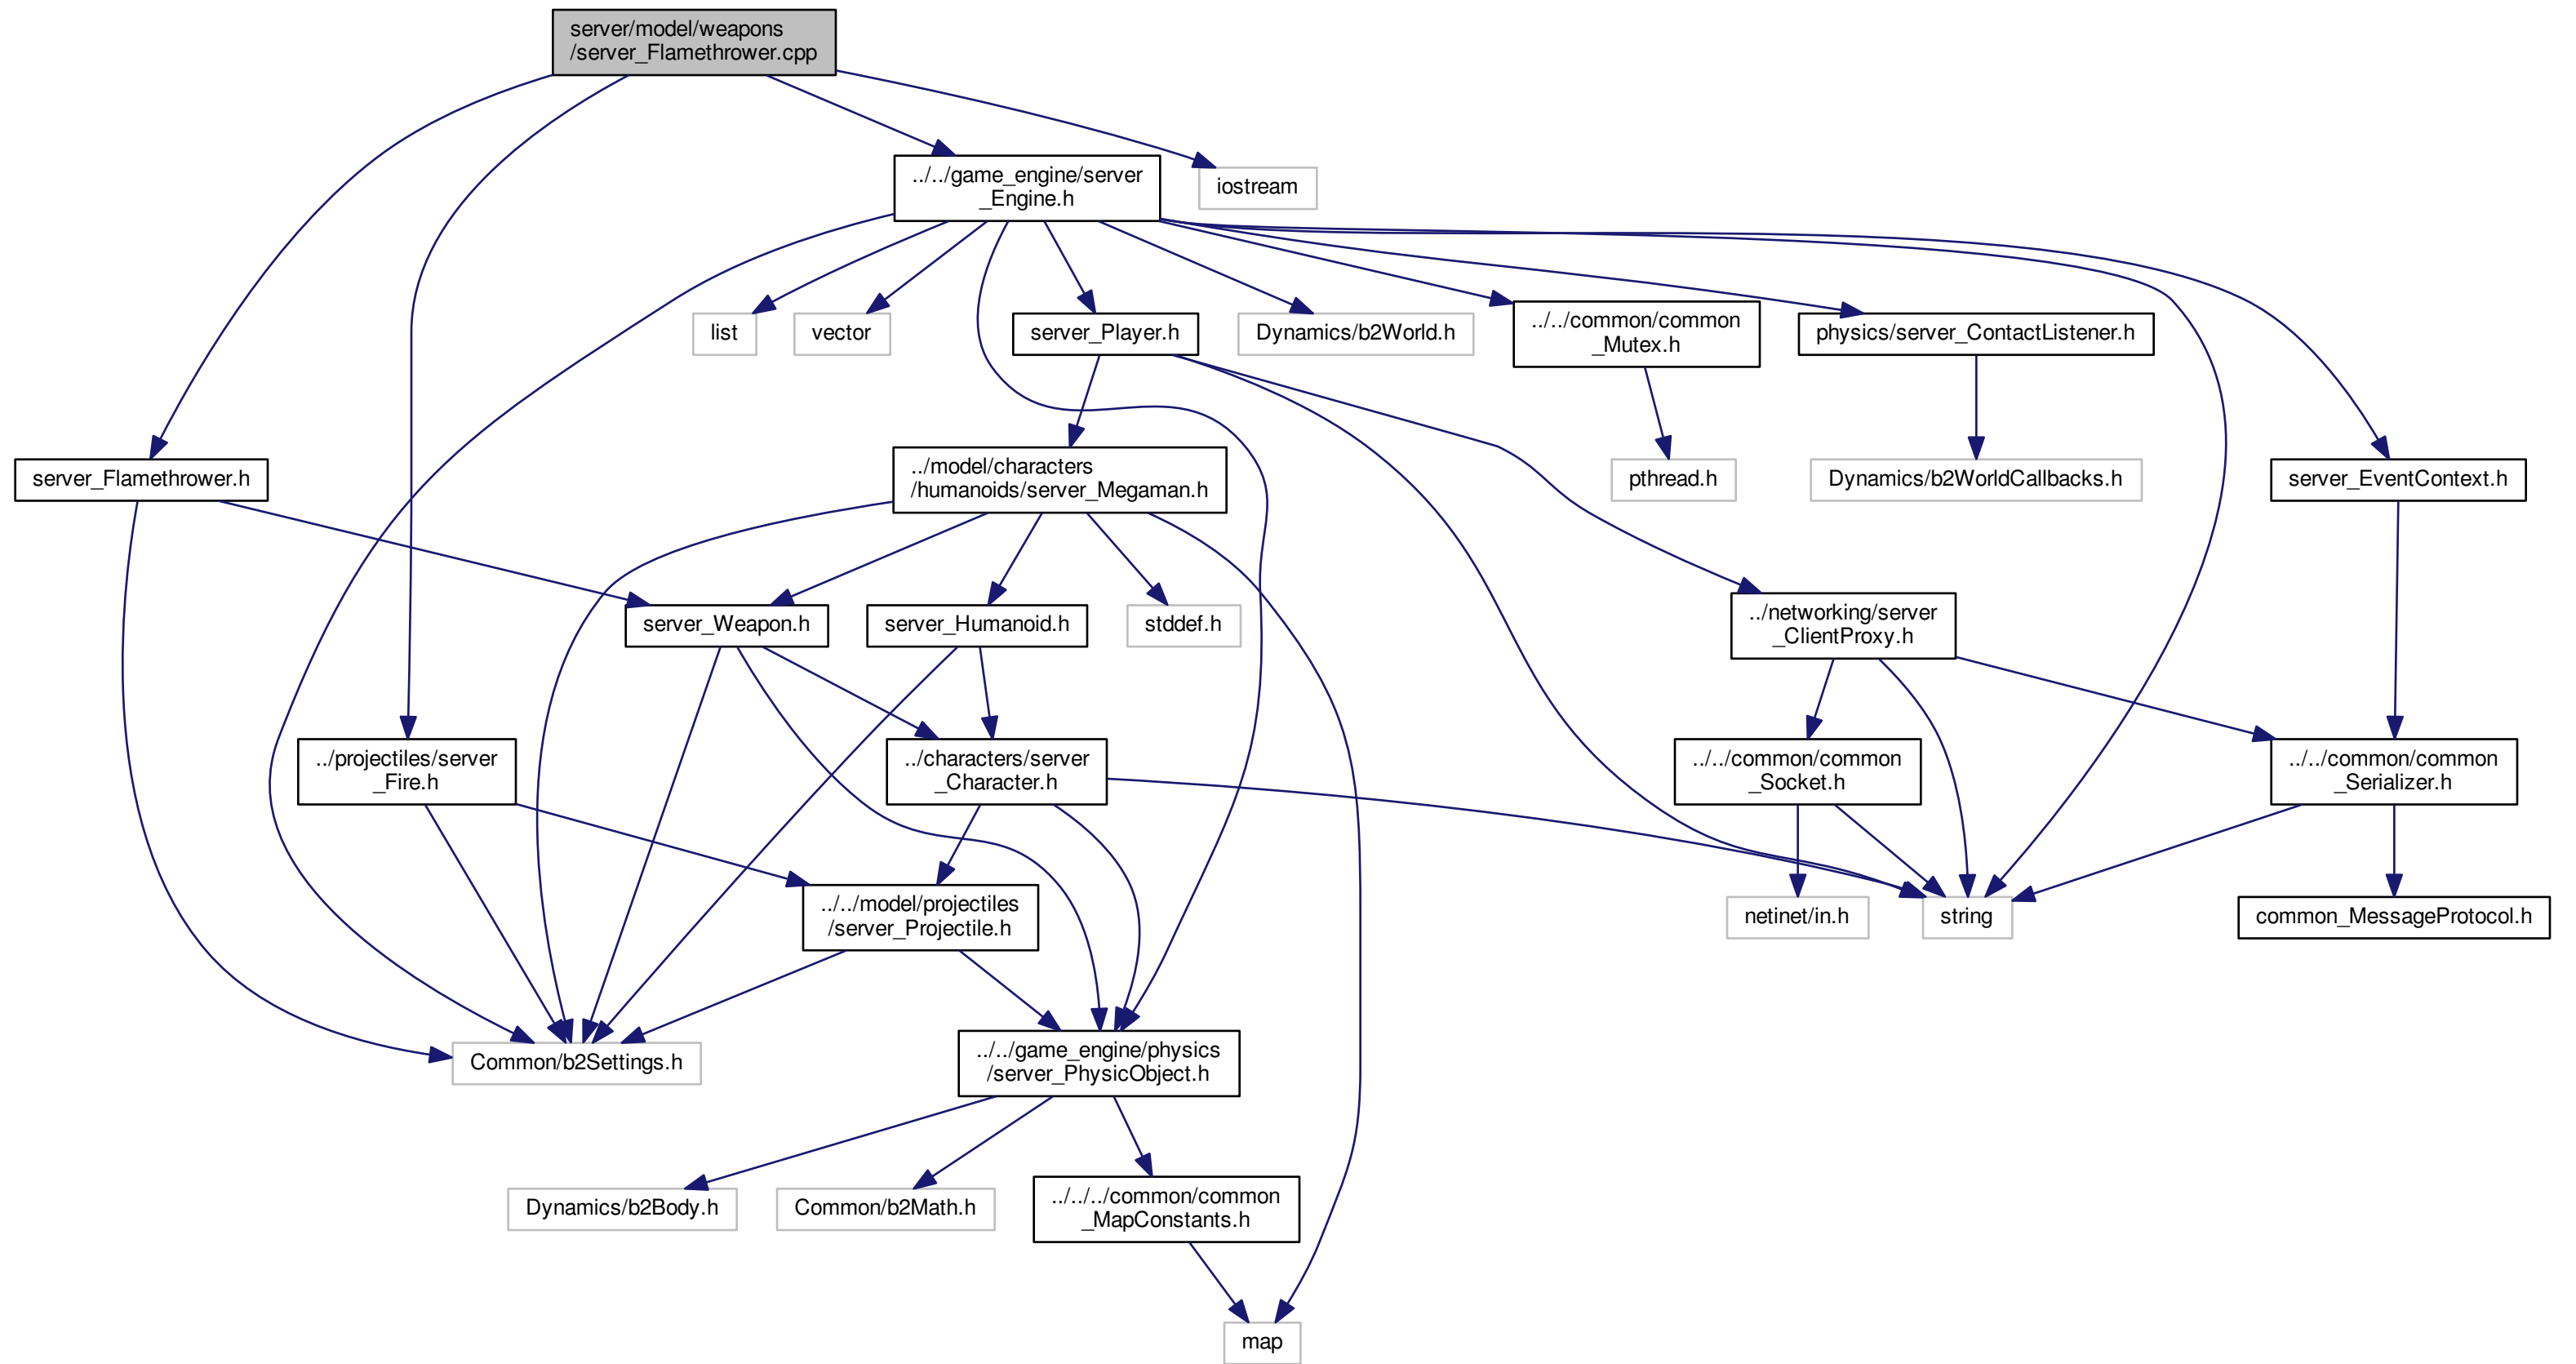 server/model/weapons
/server_Flamethrower.cpp
../../game_engine/server
_Engine.h
iostream
list
vector
server_Player.h
Dynamics/b2World.h
../../common/common
_Mutex.h
physics/server_ContactListener.h
server_Flamethrower.h
../model/characters
/humanoids/server_Megaman.h
pthread.h
Dynamics/b2WorldCallbacks.h
server_EventContext.h
server_Weapon.h
server_Humanoid.h
stddef.h
../networking/server
_ClientProxy.h
../projectiles/server
_Fire.h
../characters/server
_Character.h
../../common/common
_Socket.h
../../common/common
_Serializer.h
../../model/projectiles
/server_Projectile.h
netinet/in.h
string
common_MessageProtocol.h
Common/b2Settings.h
../../game_engine/physics
/server_PhysicObject.h
Dynamics/b2Body.h
Common/b2Math.h
../../../common/common
_MapConstants.h
map